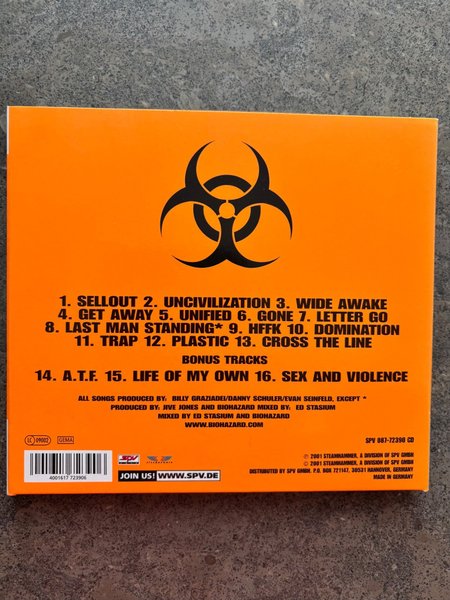 1. SELLOUT 2. UNCIVILIZATION 3. WIDE AWAKE
4. GET AWAY 5. UNIFIED 6. GONE 7. LETTER GO
8. LAST MAN STANDING* 9. HFFK 10. DOMINATION
11. TRAP 12. PLASTIC 13. CROSS THE LINE
BONUS TRACKS
14. A.T.F. 15. LIFE OF MY OWN 16. SEX AND VIOLENCE
ALL SONGS PRODUCED BY: BILLY GRAZIADEI/DANNY SCHULER/EVAN SEINFELD, EXCEPT *
PRODUCED BY: JIVE JONES AND BIOHAZARD MIXED BY: ED STASIUM
MIXED BY ED STASIUM AND BIOHAZARD
WWW.BIOHAZARD.COM
LC 09002 GEMA
SPV 087-72390 CD
4001617 723906
SPV
JOIN US! WWW.SPV.DE
℗ 2001 STEAMHAMMER, A DIVISION OF SPV GMBH
© 2001 STEAMHAMMER, A DIVISION OF SPV GMBH
DISTRIBUTED BY SPV GMBH, P.O. BOX 721147, 30531 HANNOVER, GERMANY
MADE IN GERMANY